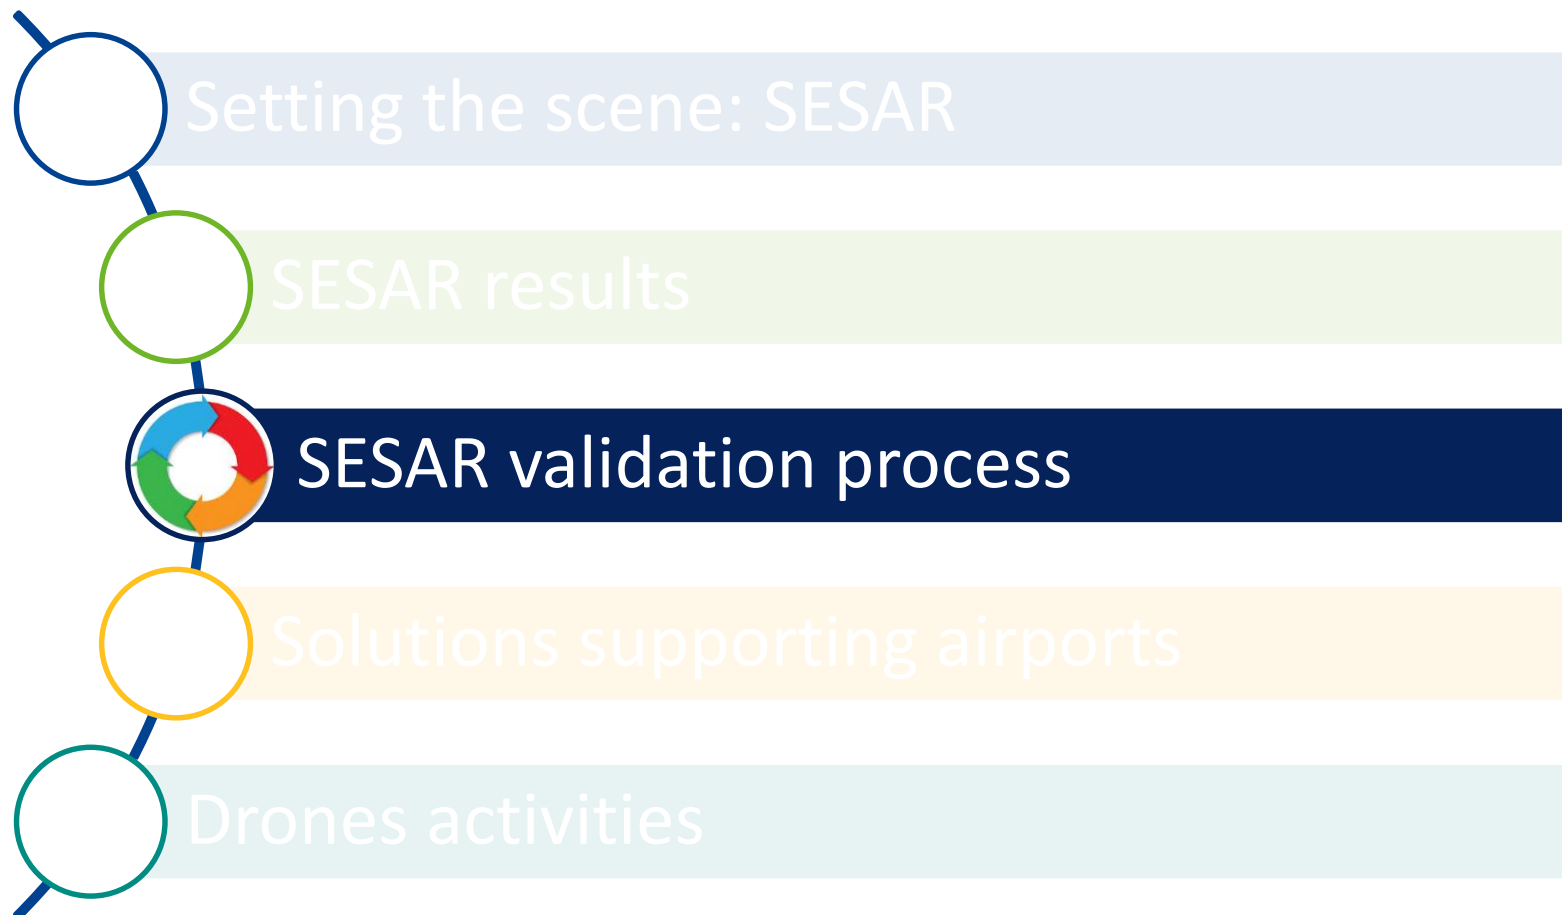 Setting the scene: SESAR
SESAR results
SESAR validation process
Solutions supporting airports
Drones activities